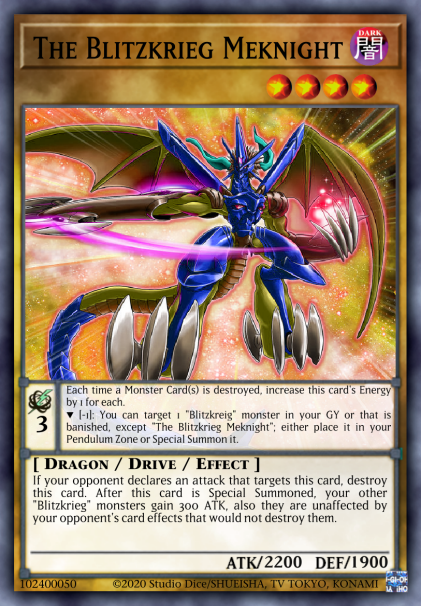 The Blitzkrieg Meknight
DARK
闇
Each time a Monster Card(s) is destroyed, increase this card's Energy
by 1 for each.
▼ [-1]: You can target 1 "Blitzkreig" monster in your GY or that is
banished, except "The Blitzkrieg Meknight"; either place it in your
Pendulum Zone or Special Summon it.
3
[ Dragon / Drive / Effect ]
If your opponent declares an attack that targets this card, destroy
this card. After this card is Special Summoned, your other
"Blitzkrieg" monsters gain 300 ATK, also they are unaffected by
your opponent's card effects that would not destroy them.
ATK/2200 DEF/1900
102400050 ©2020 Studio Dice/SHUEISHA, TV TOKYO, KONAMI